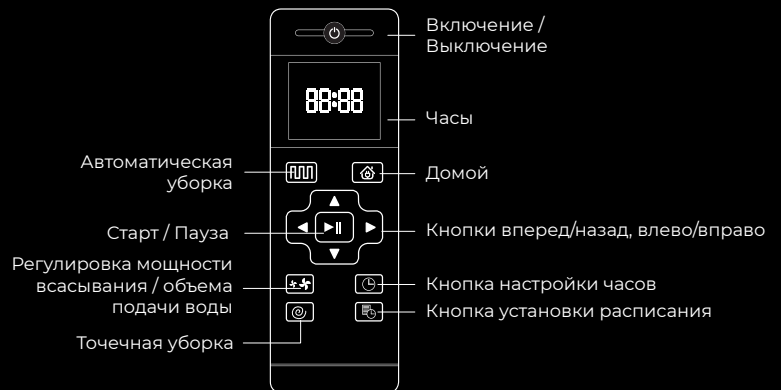 Включение /
Выключение
88:88
Часы
Автоматическая
уборка
Домой
Старт / Пауза
Кнопки вперед/назад, влево/вправо
Регулировка мощности
всасывания / объема
подачи воды
Кнопка настройки часов
Кнопка установки расписания
Точечная уборка